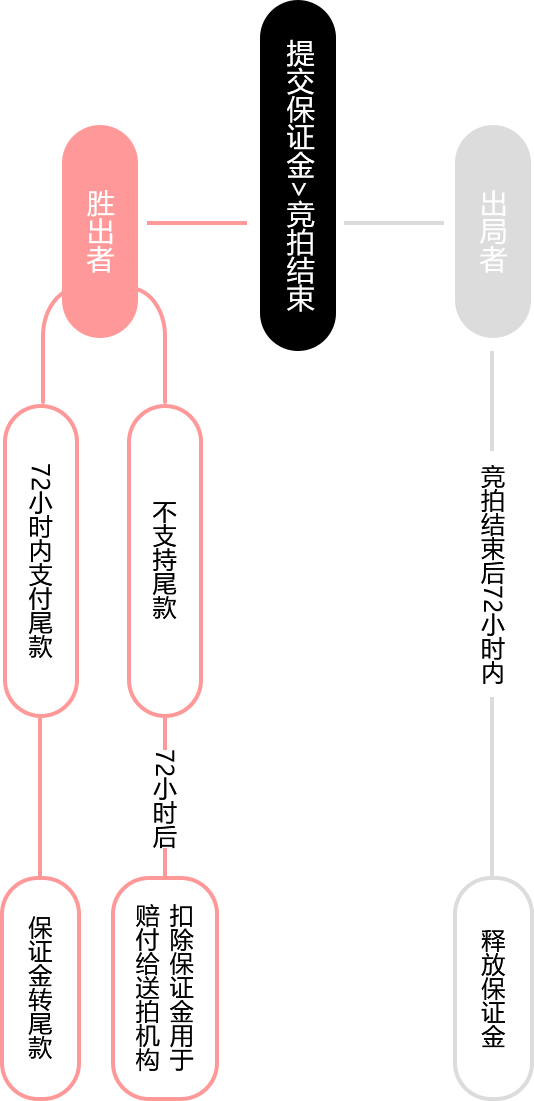 提交保证金>竞拍结束
胜出者
出局者
72小时内支付尾款
不支持尾款
竞拍结束后72小时内
72小时后
保证金转尾款
扣除保证金用于
赔付给送拍机构
释放保证金